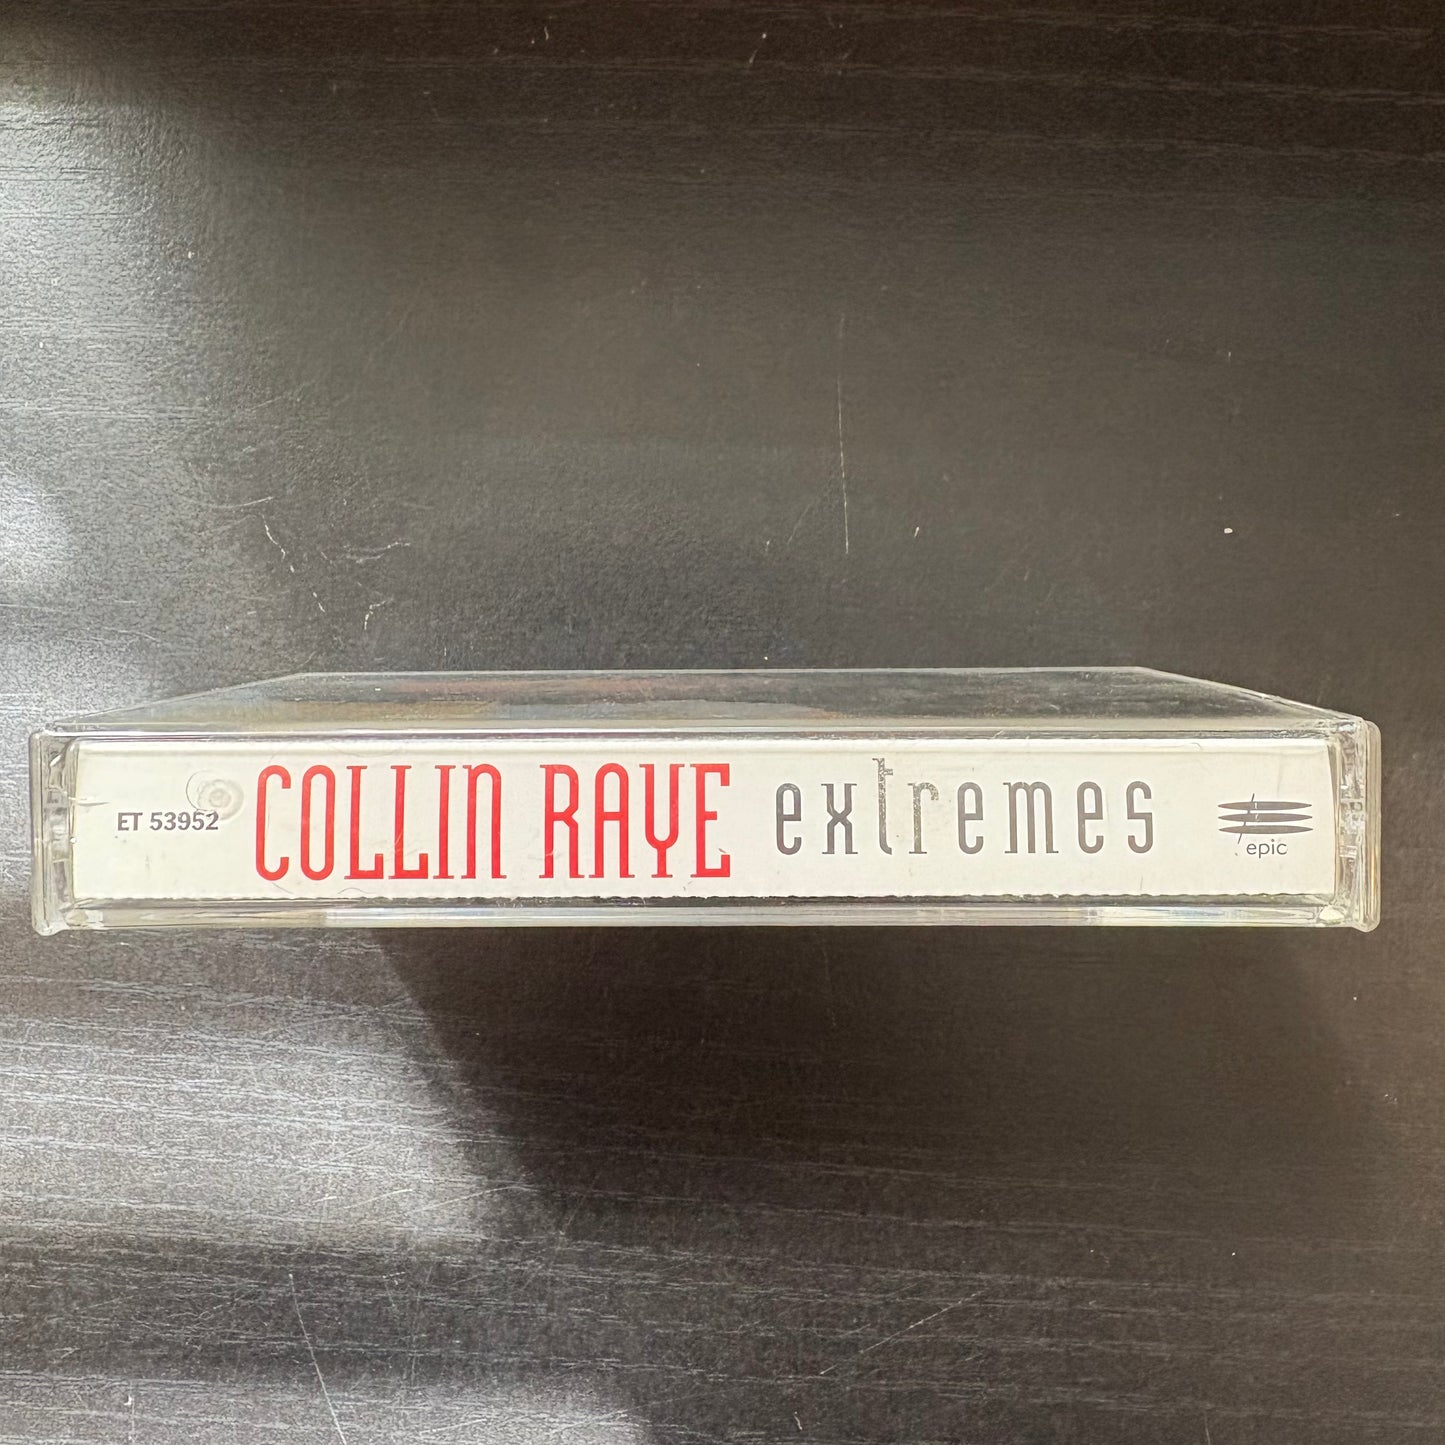 ET 53952 COLLIN RAYE extremes epic